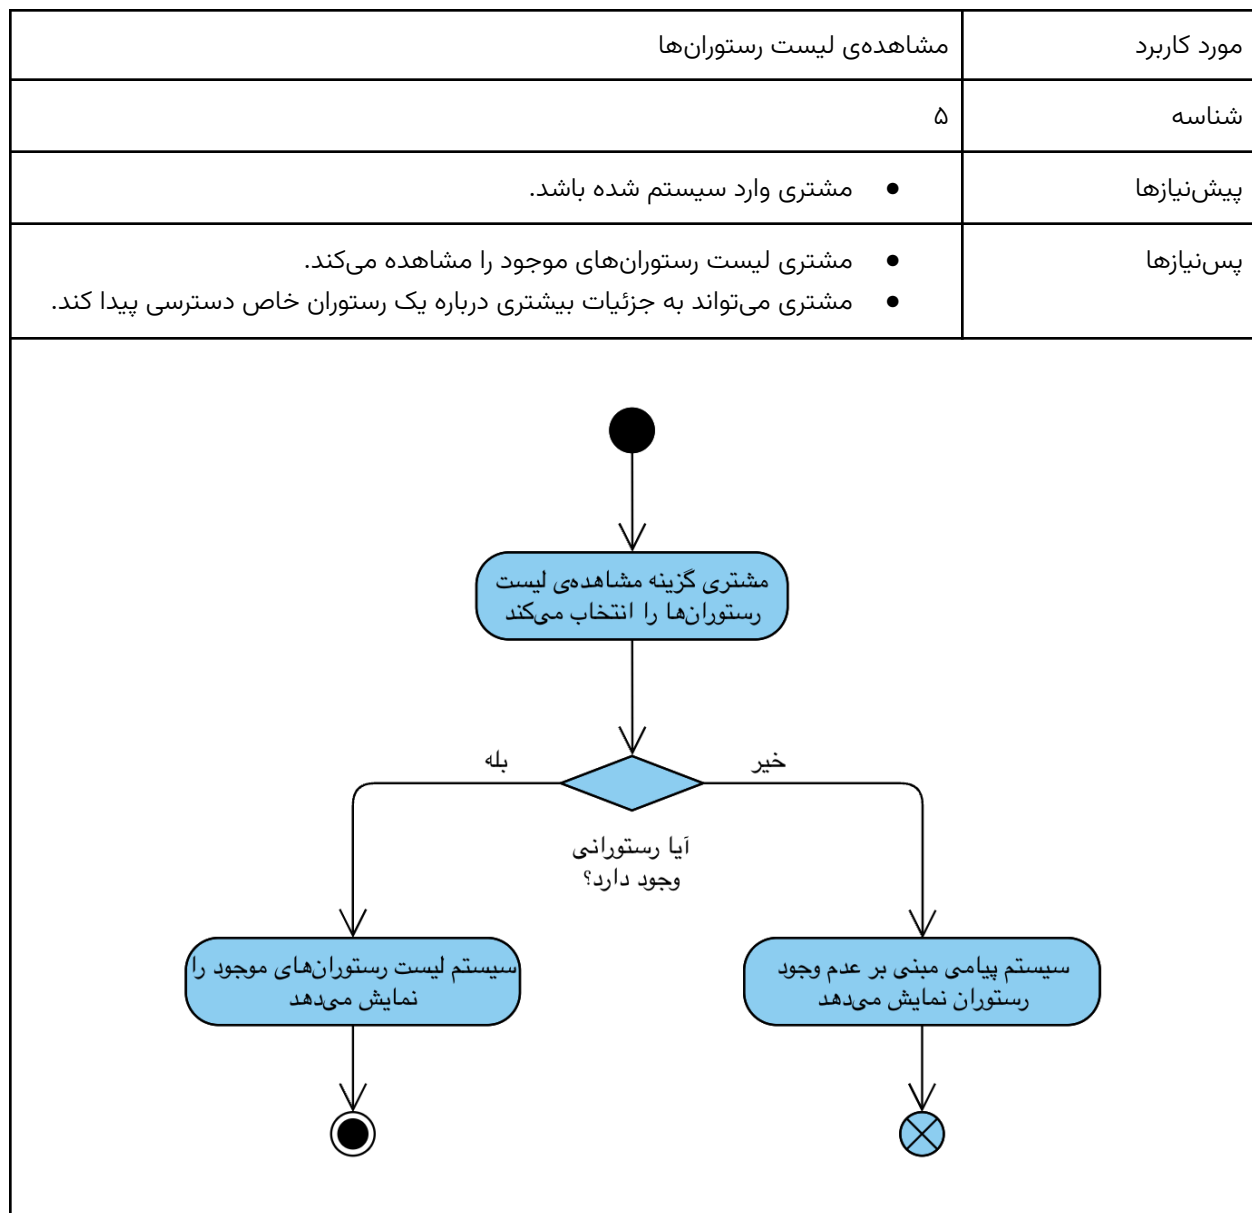 مورد کاربرد
مشاهده‌ی لیست رستوران‌ها
شناسه
۵
پیش‌نیازها
● مشتری وارد سیستم شده باشد.
پس‌نیازها
● مشتری لیست رستوران‌های موجود را مشاهده می‌کند.
● مشتری می‌تواند به جزئیات بیشتری درباره یک رستوران خاص دسترسی پیدا کند.
مشتری گزینه مشاهده‌ی لیست
رستوران‌ها را انتخاب می‌کند
خیر
بله
آیا رستورانی
وجود دارد؟
سیستم پیامی مبنی بر عدم وجود
رستوران نمایش می‌دهد
سیستم لیست رستوران‌های موجود را
نمایش می‌دهد